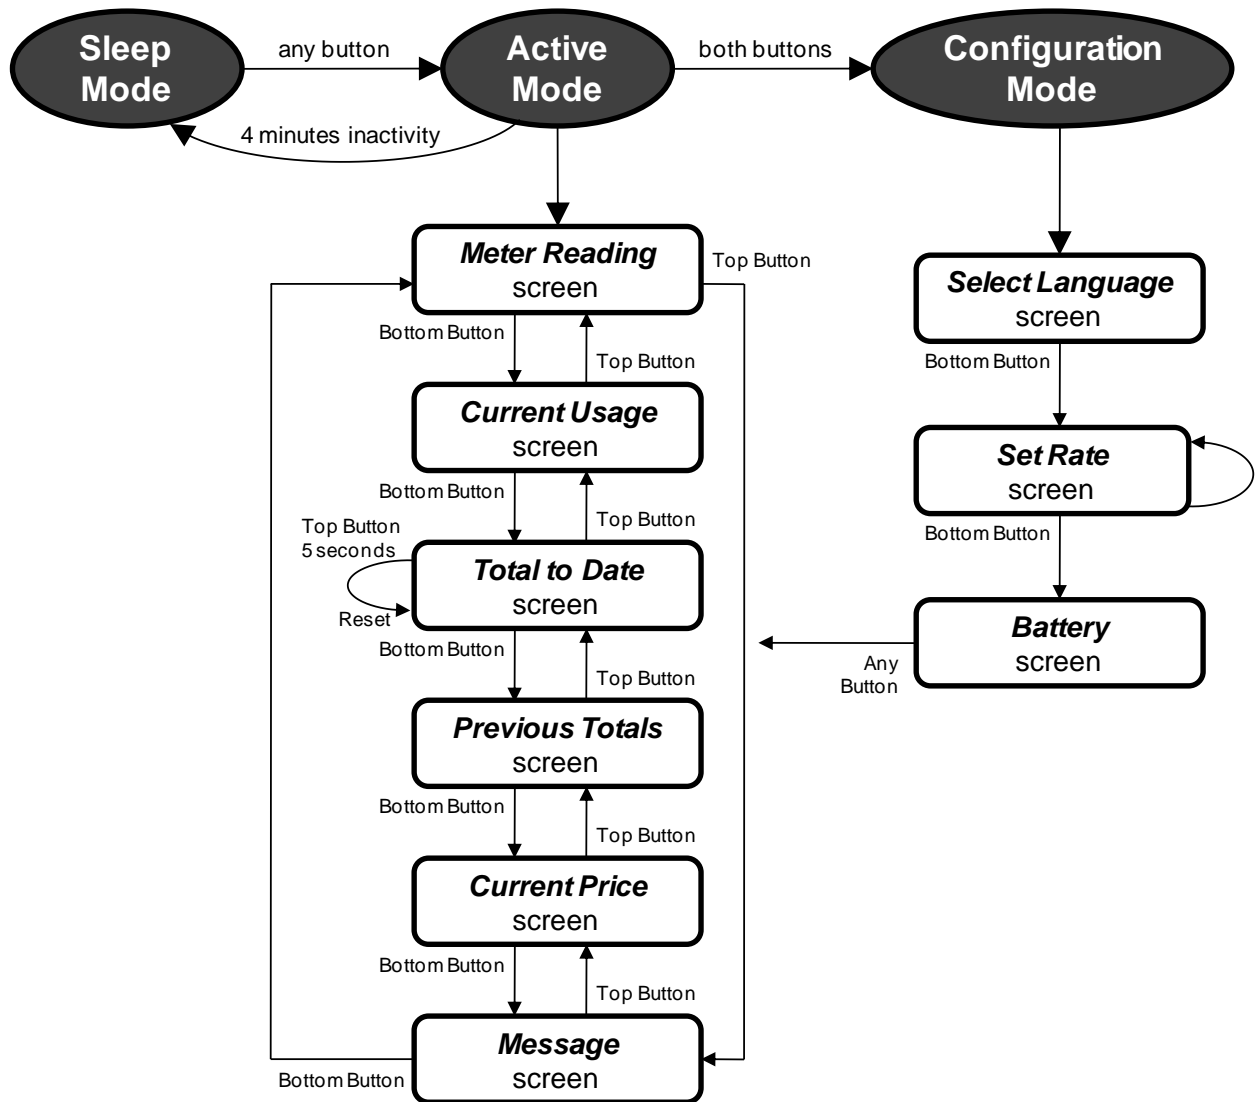 Sleep
Mode
any button
Active
Mode
both buttons
Configuration
Mode
4 minutes inactivity
Meter Reading
screen
Top Button
Bottom Button
Top Button
Current Usage
screen
Bottom Button
Top Button
Top Button
5 seconds
Total to Date
screen
Reset
Bottom Button
Top Button
Previous Totals
screen
Bottom Button
Top Button
Current Price
screen
Bottom Button
Top Button
Message
screen
Bottom Button
Select Language
screen
Bottom Button
Set Rate
screen
Bottom Button
Battery
screen
Any
Button